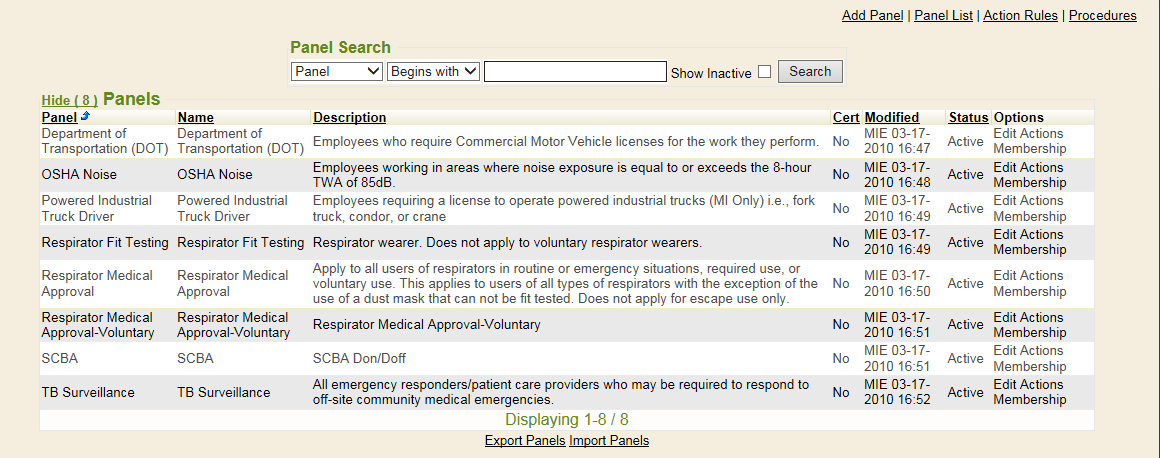 Add Panel | Panel List | Action Rules | Procedures
Panel Search
Panel Begins with Show Inactive Search
Hide ( 8 ) Panels
Panel Name Description Cert Modified Status Options
Department of Transportation (DOT) Department of Transportation (DOT) Employees who require Commercial Motor Vehicle licenses for the work they perform. No MIE 03-17-2010 16:47 Active Edit Actions Membership
OSHA Noise OSHA Noise Employees working in areas where noise exposure is equal to or exceeds the 8-hour TWA of 85dB. No MIE 03-17-2010 16:48 Active Edit Actions Membership
Powered Industrial Truck Driver Powered Industrial Truck Driver Employees requiring a license to operate powered industrial trucks (MI Only) i.e., fork truck, condor, or crane No MIE 03-17-2010 16:49 Active Edit Actions Membership
Respirator Fit Testing Respirator Fit Testing Respirator wearer. Does not apply to voluntary respirator wearers. No MIE 03-17-2010 16:49 Active Edit Actions Membership
Respirator Medical Approval Respirator Medical Approval Apply to all users of respirators in routine or emergency situations, required use, or voluntary use. This applies to users of all types of respirators with the exception of the use of a dust mask that can not be fit tested. Does not apply for escape use only. No MIE 03-17-2010 16:50 Active Edit Actions Membership
Respirator Medical Approval-Voluntary Respirator Medical Approval-Voluntary Respirator Medical Approval-Voluntary No MIE 03-17-2010 16:51 Active Edit Actions Membership
SCBA SCBA SCBA Don/Doff No MIE 03-17-2010 16:51 Active Edit Actions Membership
TB Surveillance TB Surveillance All emergency responders/patient care providers who may be required to respond to off-site community medical emergencies. No MIE 03-17-2010 16:52 Active Edit Actions Membership
Displaying 1-8 / 8
Export Panels Import Panels